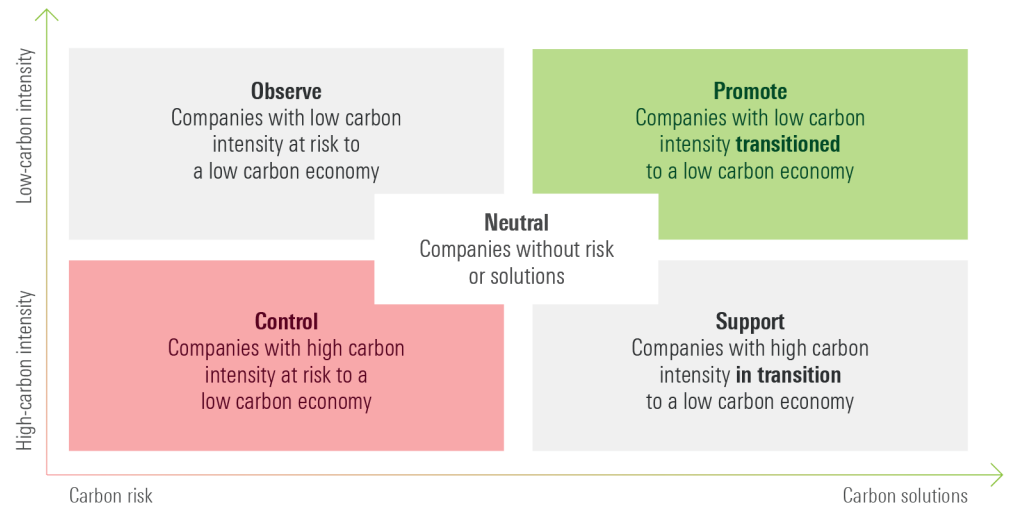 Low-carbon intensity
High-carbon intensity
Observe
Companies with low carbon
intensity at risk to
a low carbon economy
Promote
Companies with low carbon
intensity transitioned
to a low carbon economy
Neutral
Companies without risk
or solutions
Control
Companies with high carbon
intensity at risk to a
low carbon economy
Support
Companies with high carbon
intensity in transition
to a low carbon economy
Carbon risk
Carbon solutions